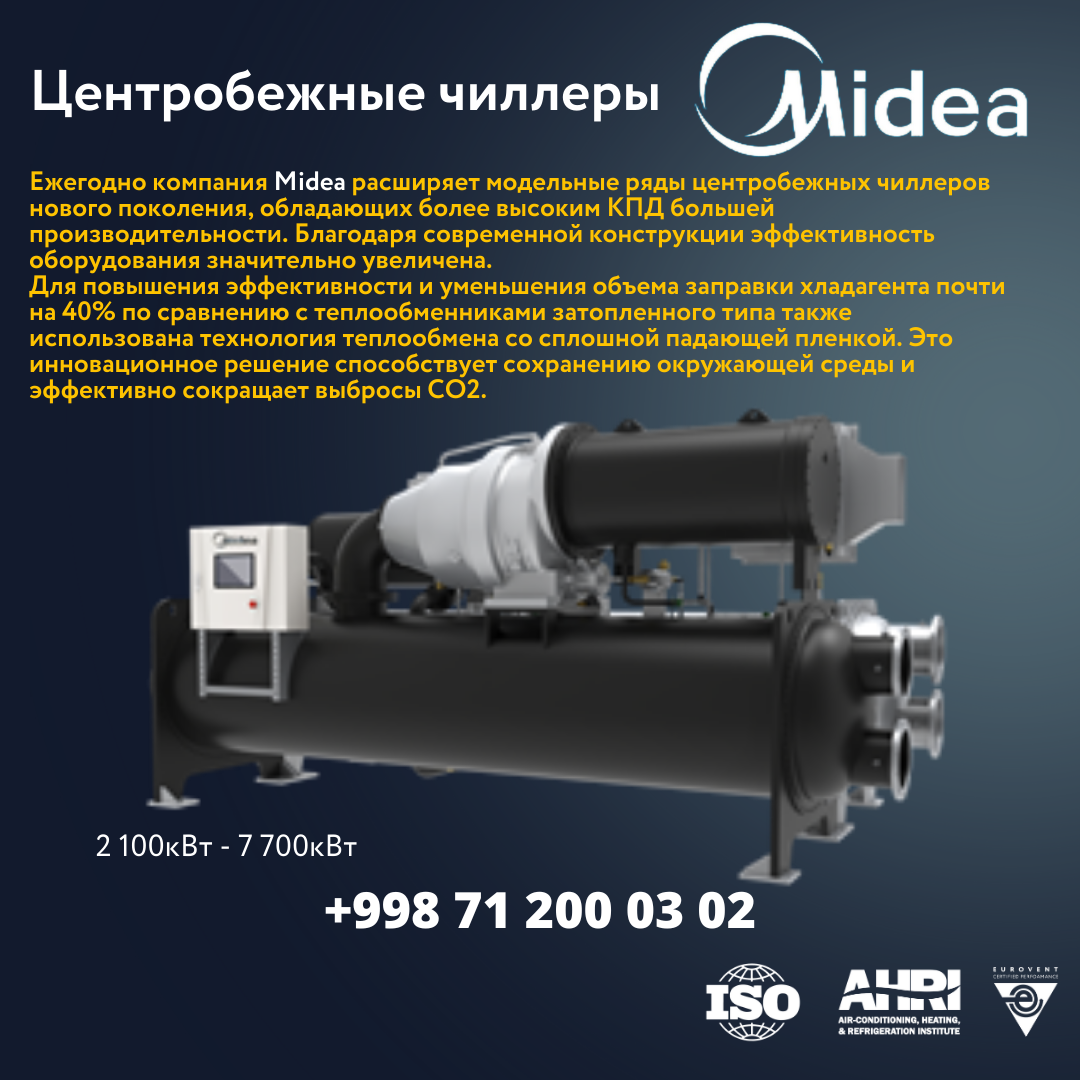 Центробежные чиллеры
Midea
Ежегодно компания Midea расширяет модельные ряды центробежных чиллеров
нового поколения, обладающих более высоким КПД большей
производительности. Благодаря современной конструкции эффективность
оборудования значительно увеличена.
Для повышения эффективности и уменьшения объема заправки хладагента почти
на 40% по сравнению с теплообменниками затопленного типа также
использована технология теплообмена со сплошной падающей пленкой. Это
инновационное решение способствует сохранению окружающей среды и
эффективно сокращает выбросы CO2.
Midea
2 100кВт - 7 700кВт
+998 71 200 03 02
ISO
AHRI
AIR-CONDITIONING, HEATING,
& REFRIGERATION INSTITUTE
EUROVENT
CERTIFIED PERFORMANCE